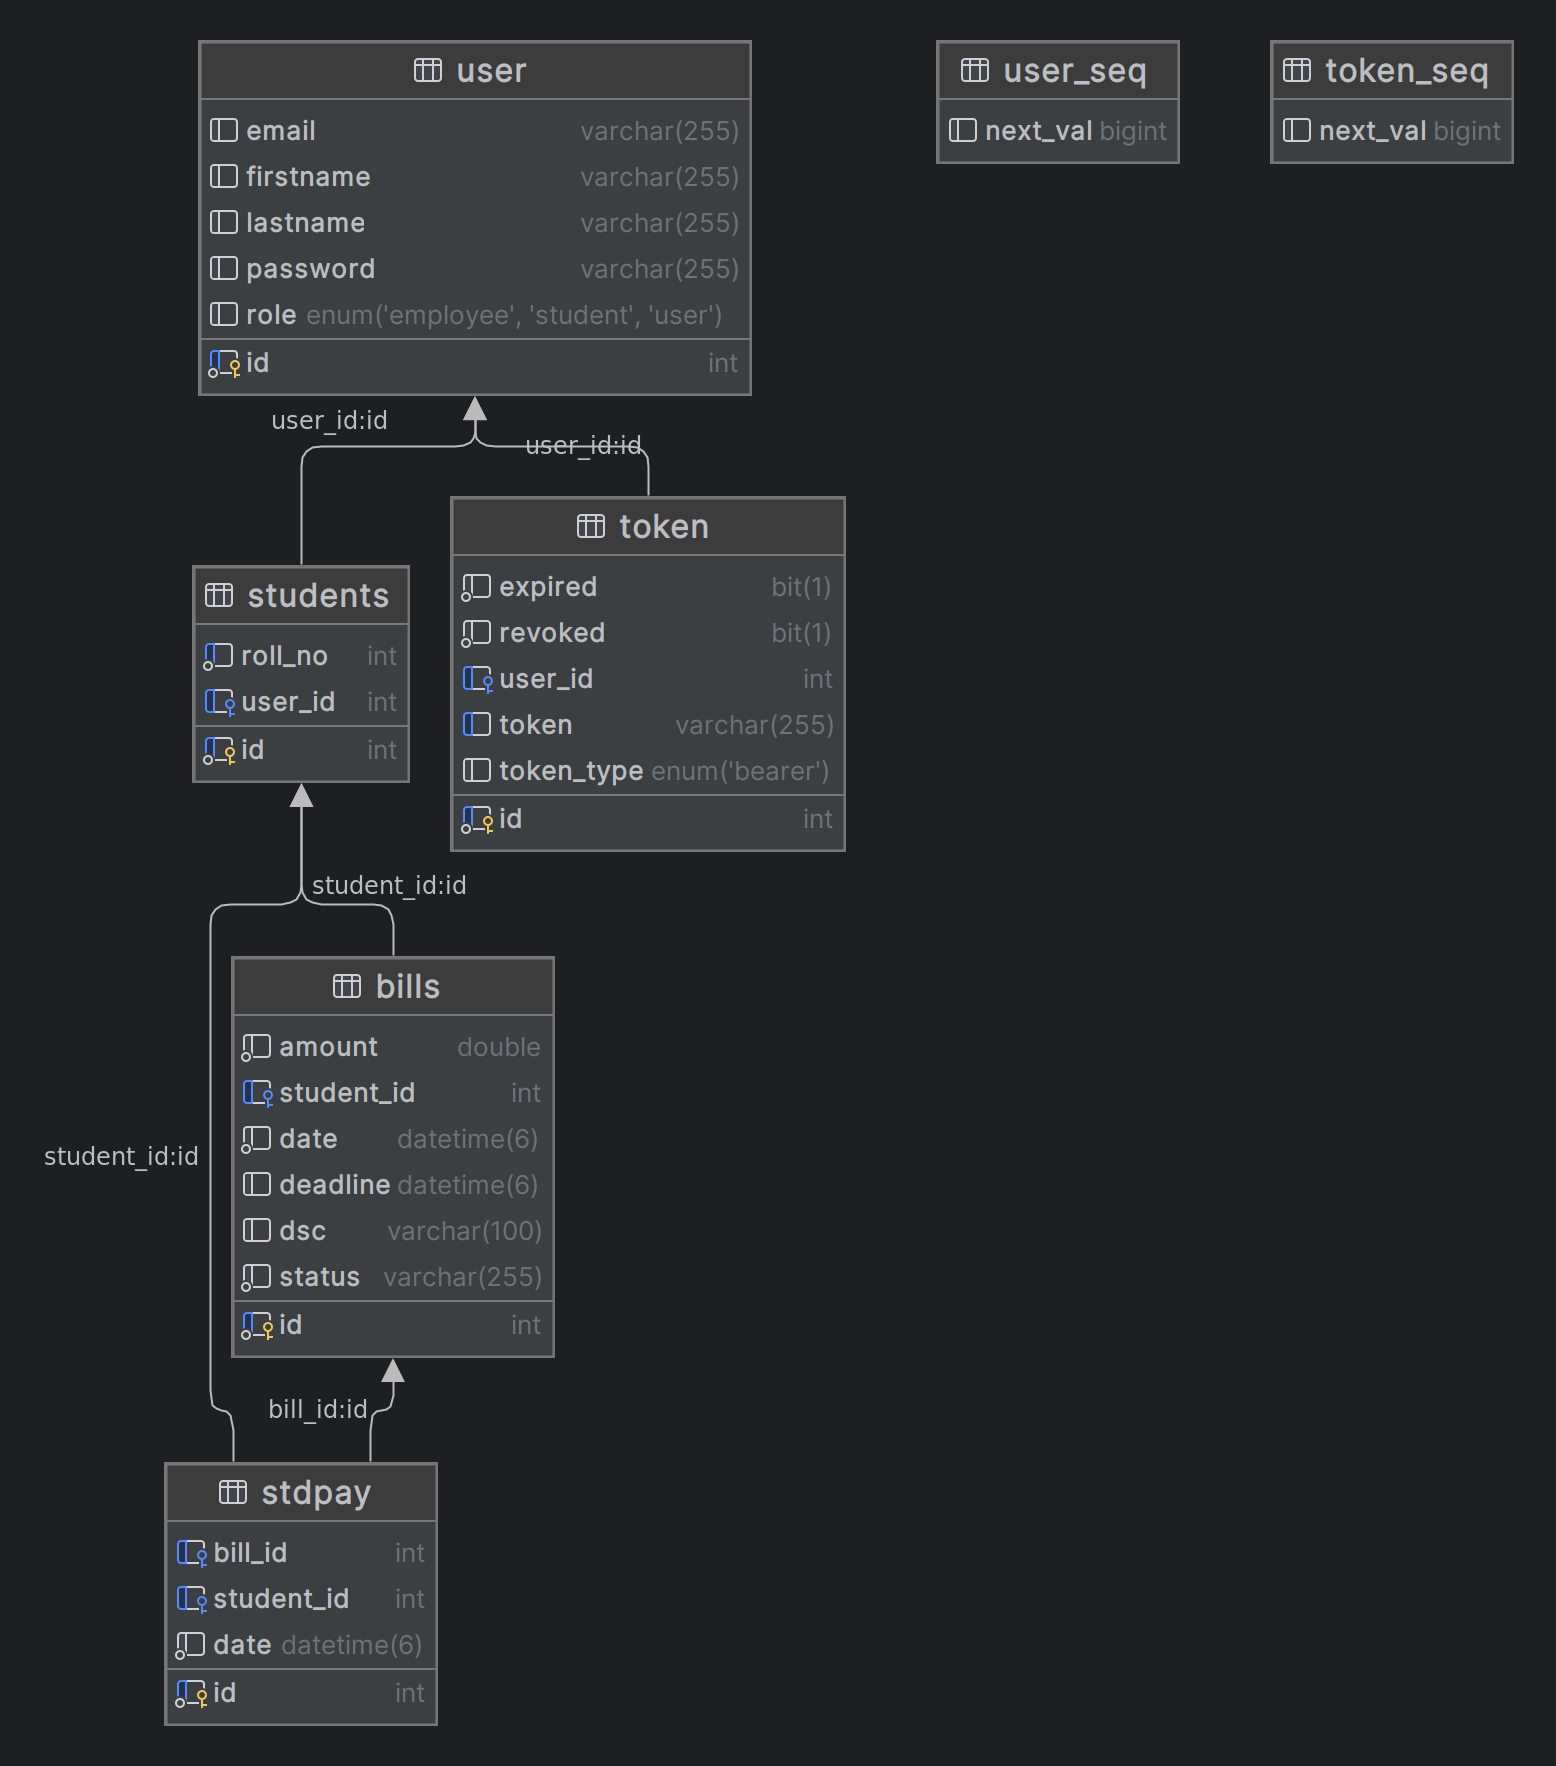 user
email varchar(255)
firstname varchar(255)
lastname varchar(255)
password varchar(255)
role enum('employee', 'student', 'user')
id int
user_seq
next_val bigint
token_seq
next_val bigint
user_id:id
user_id:id
token
expired bit(1)
revoked bit(1)
user_id int
token varchar(255)
token_type enum('bearer')
id int
students
roll_no int
user_id int
id int
student_id:id
bills
amount double
student_id int
date datetime(6)
deadline datetime(6)
dsc varchar(100)
status varchar(255)
id int
student_id:id
bill_id:id
stdpay
bill_id int
student_id int
date datetime(6)
id int